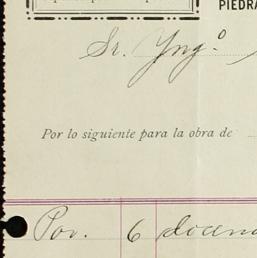 PIEDRA
Sr. Yng.º
Por lo siguiente para la obra de
Por. 6 docena